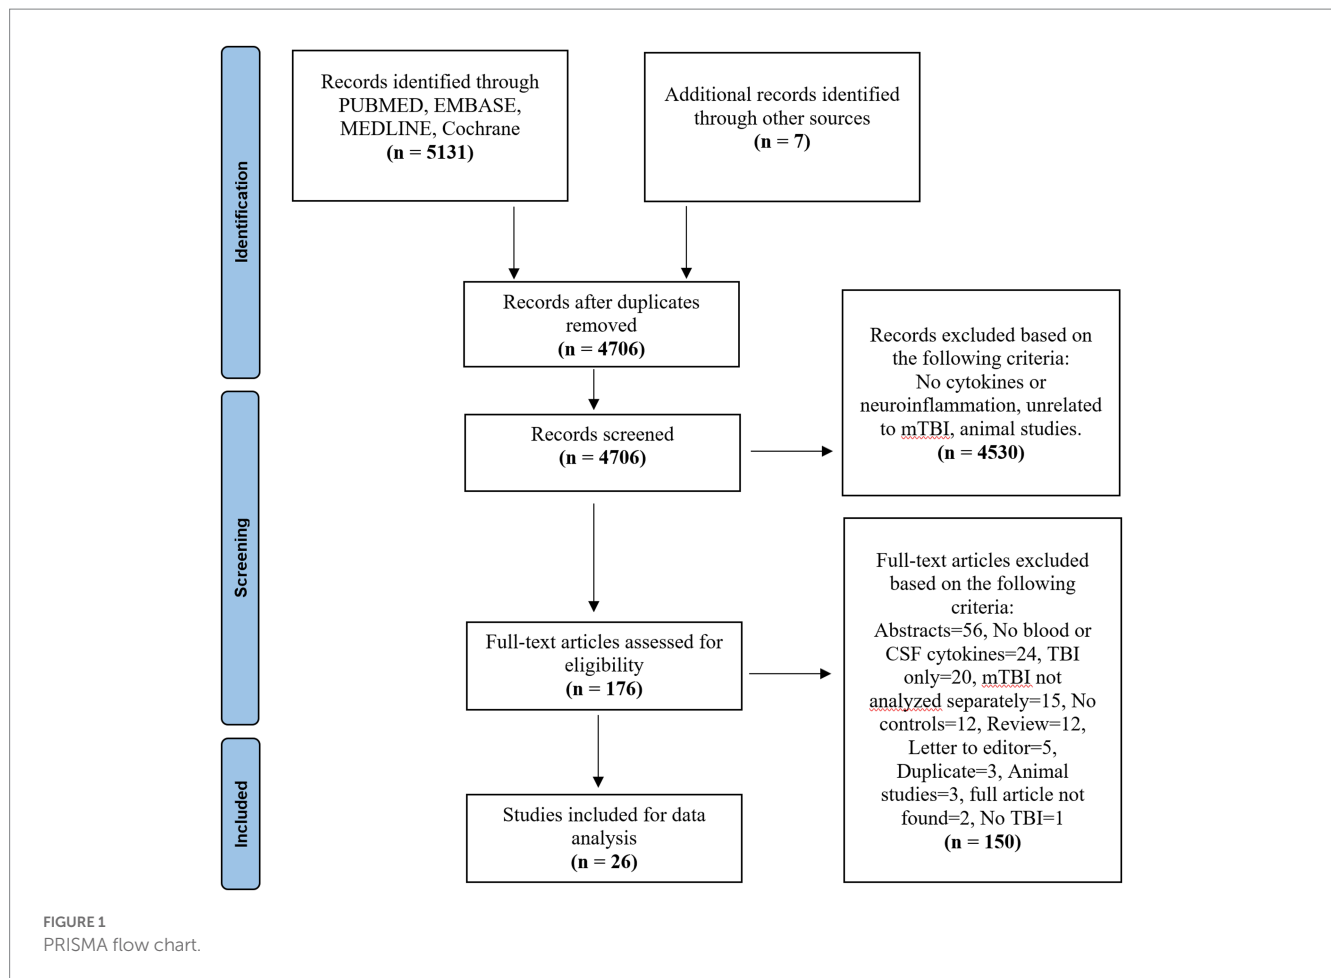 Identification
Records identified through
PUBMED, EMBASE,
MEDLINE, Cochrane
(n = 5131)
Additional records identified
through other sources
(n = 7)
Records after duplicates
removed
(n = 4706)
Records excluded based on
the following criteria:
No cytokines or
neuroinflammation, unrelated
to mTBI, animal studies.
(n = 4530)
Screening
Records screened
(n = 4706)
Full-text articles assessed for
eligibility
(n = 176)
Full-text articles excluded
based on the following
criteria:
Abstracts=56, No blood or
CSF cytokines=24, TBI
only=20, mTBI not
analyzed separately=15, No
controls=12, Review=12,
Letter to editor=5,
Duplicate=3, Animal
studies=3, full article not
found=2, No TBI=1
(n = 150)
Included
Studies included for data
analysis
(n = 26)
FIGURE 1
PRISMA flow chart.